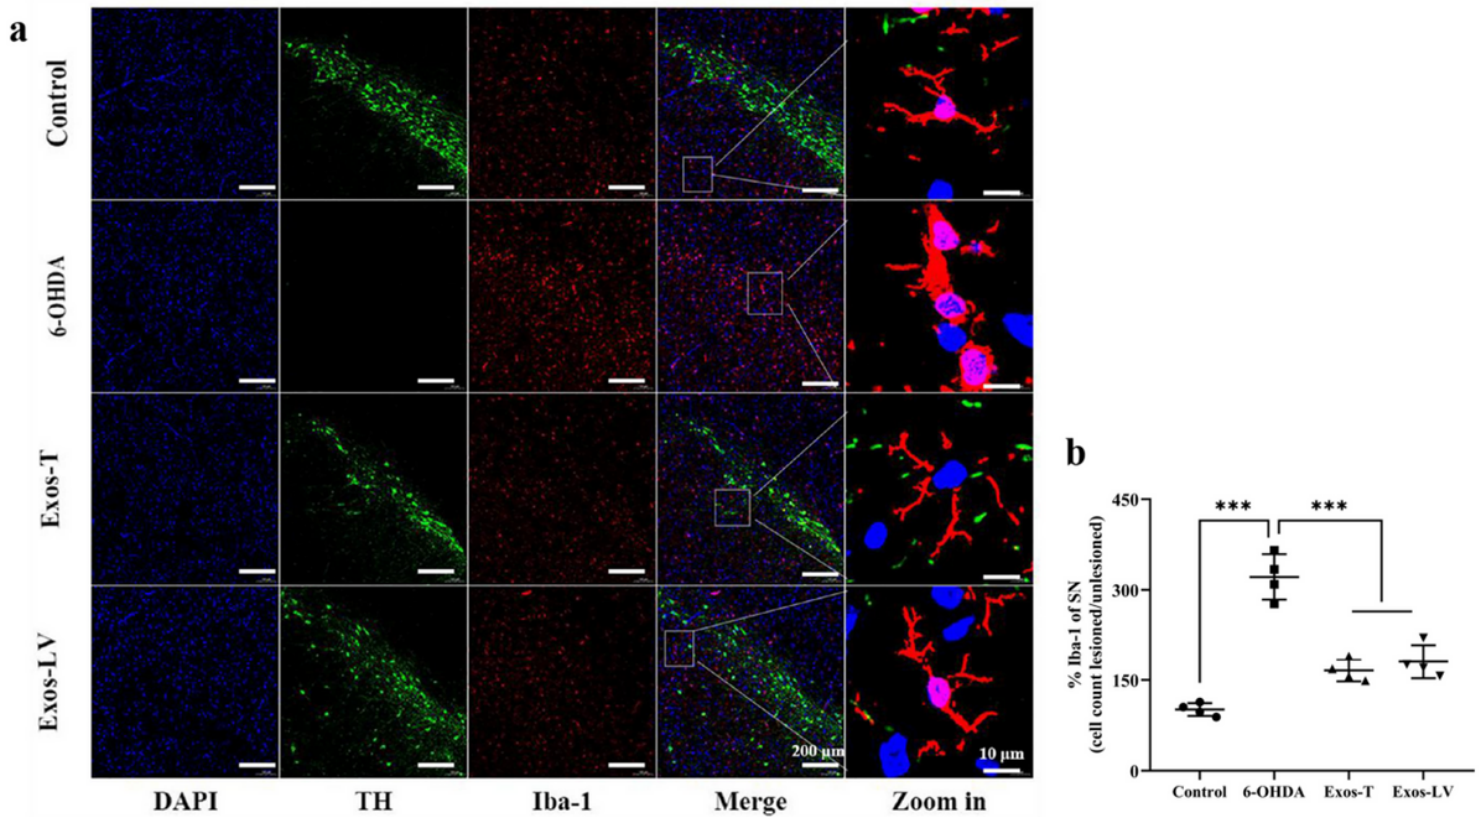 a
Control
6-OHDA
Exos-T
Exos-LV
200 μm
10 μm
DAPI
TH
Iba-1
Merge
Zoom in
b
% Iba-1 of SN
(cell count lesioned/unlesioned)
450
300
150
0
***
***
Control
6-OHDA
Exos-T
Exos-LV